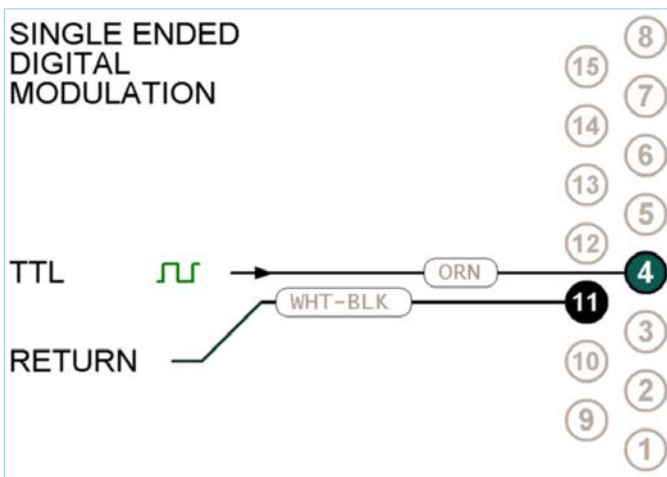 SINGLE ENDED
DIGITAL
MODULATION
8
15
7
14
6
13
5
12
TTL
ORN
4
WHT-BLK
11
3
RETURN
10
2
9
1